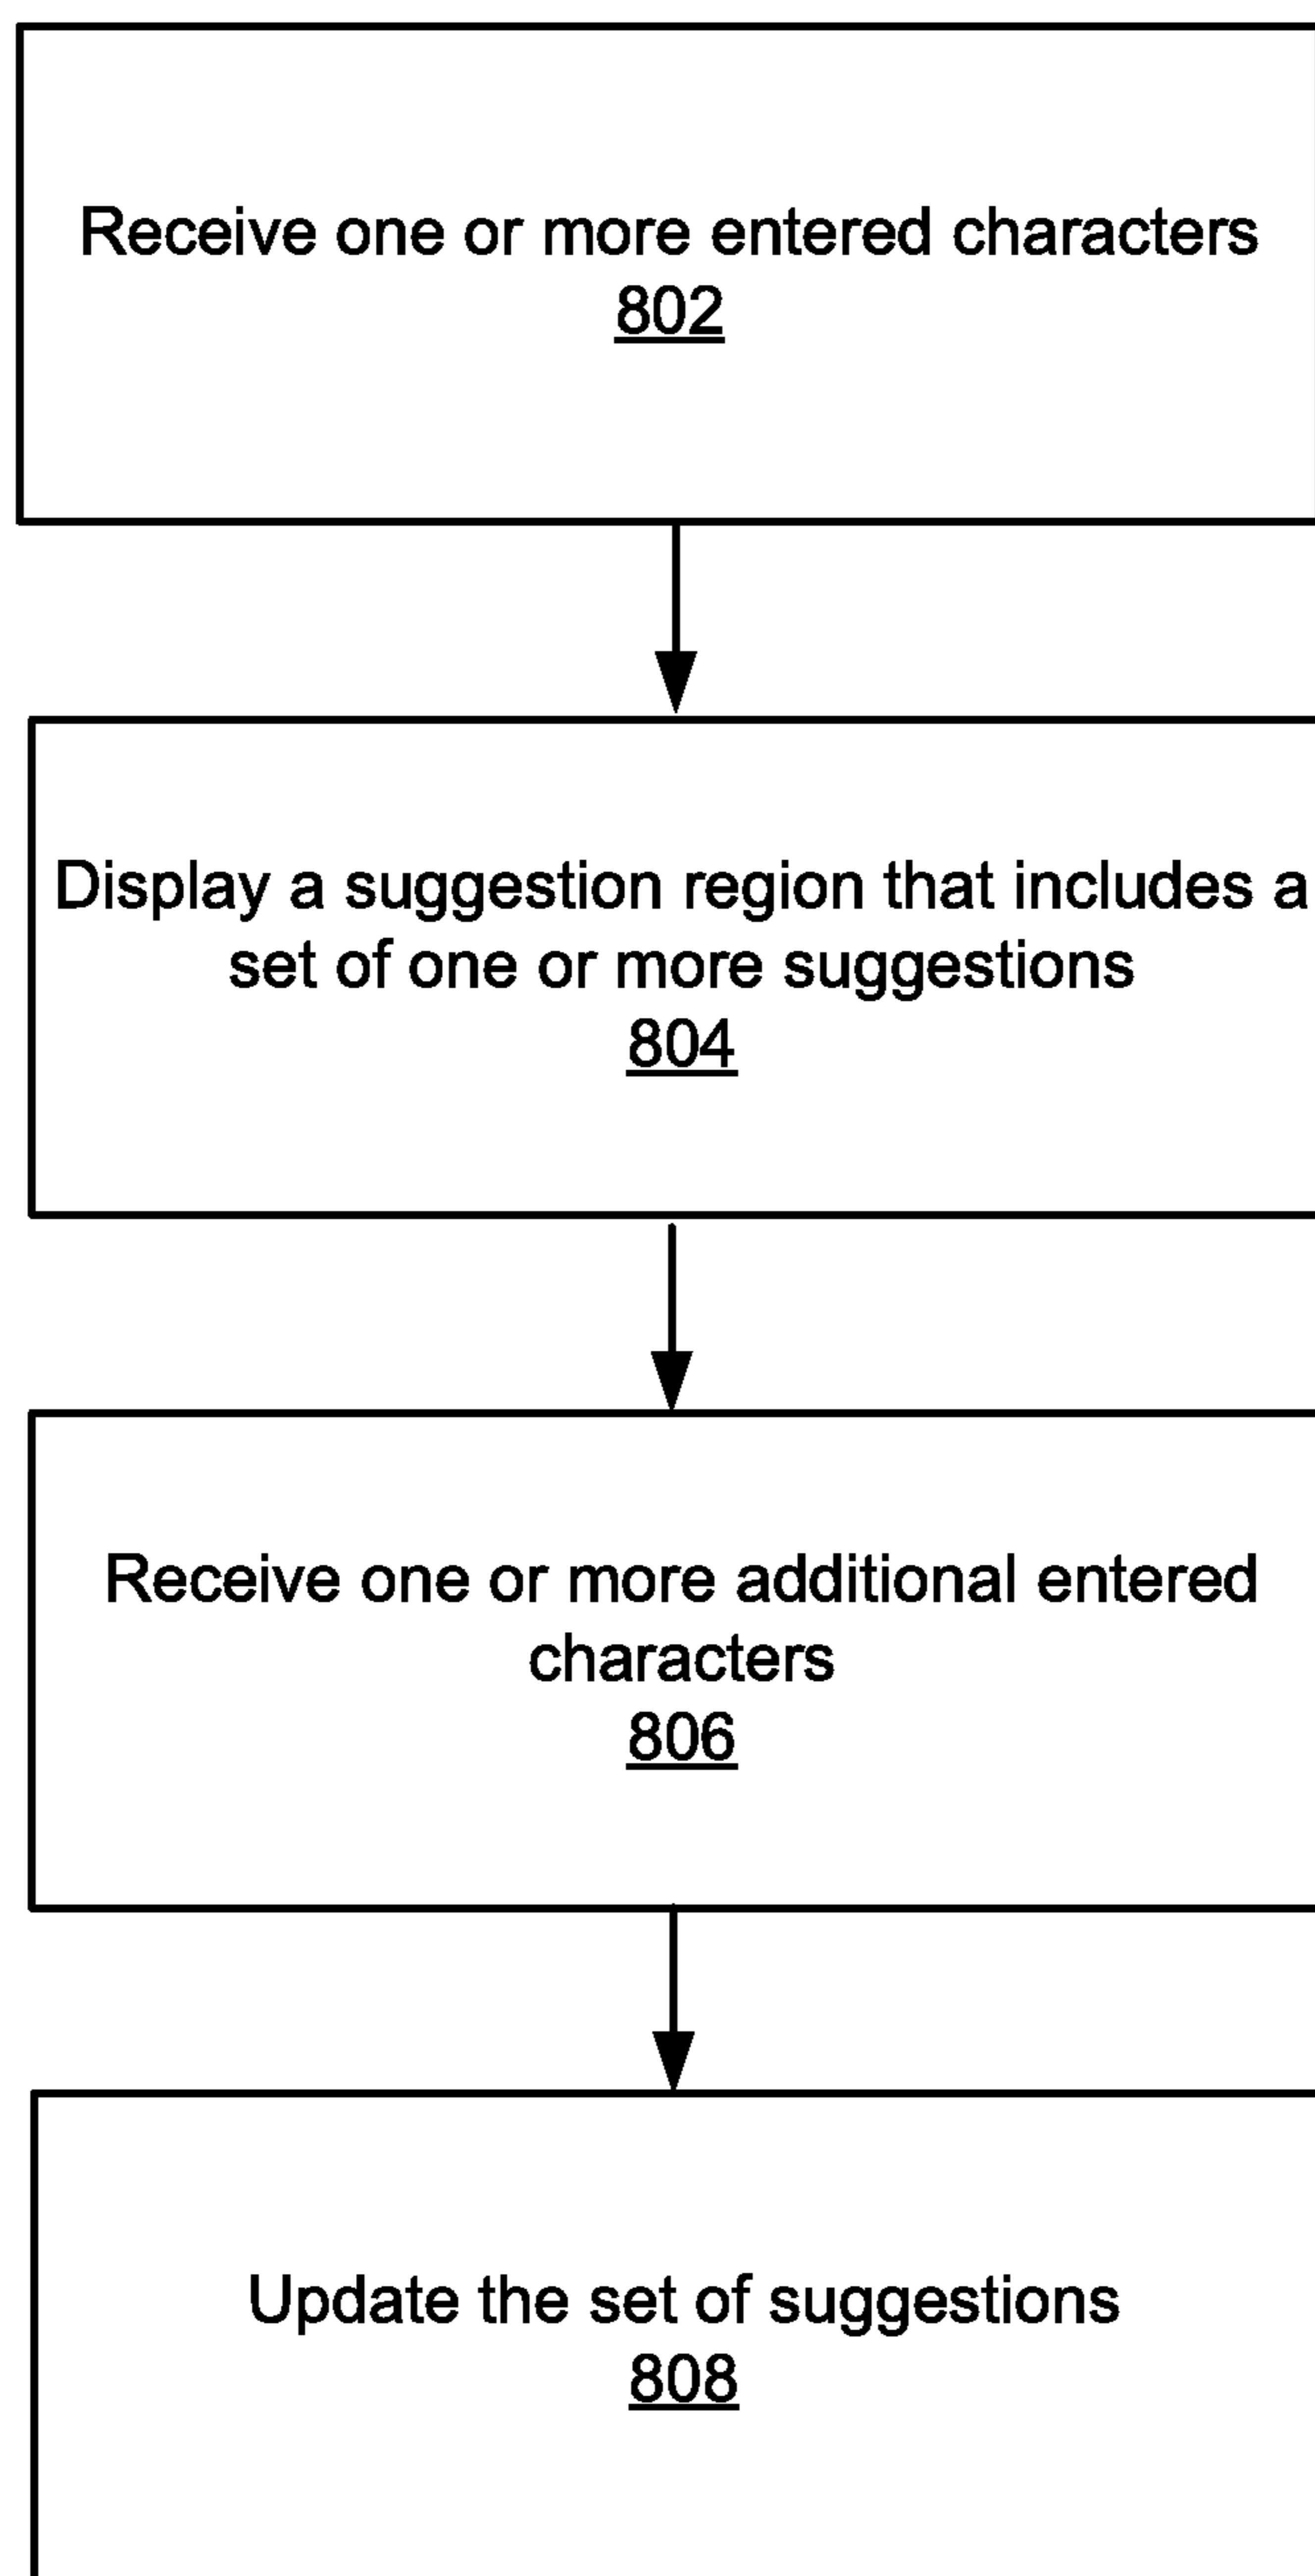 Receive one or more entered characters
802
Display a suggestion region that includes a
set of one or more suggestions
804
Receive one or more additional entered
characters
806
Update the set of suggestions
808